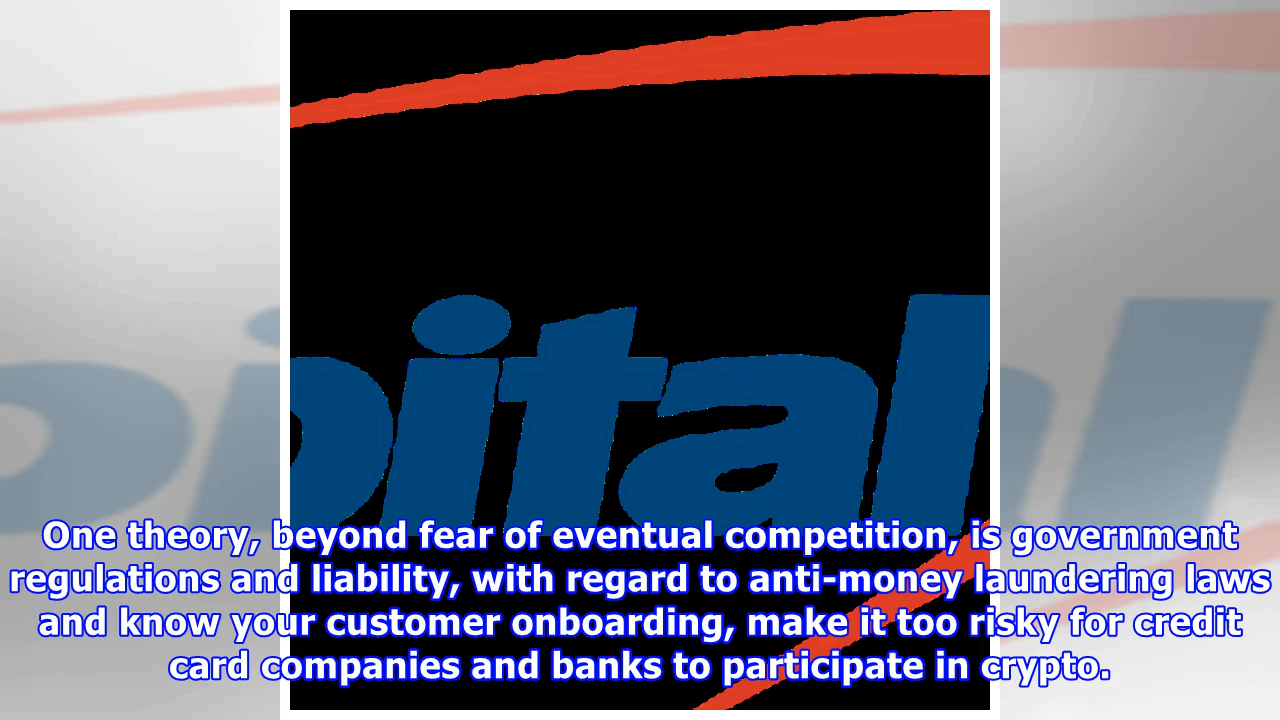 pital
One theory, beyond fear of eventual competition, is government
regulations and liability, with regard to anti-money laundering laws
and know your customer onboarding, make it too risky for credit
card companies and banks to participate in crypto.